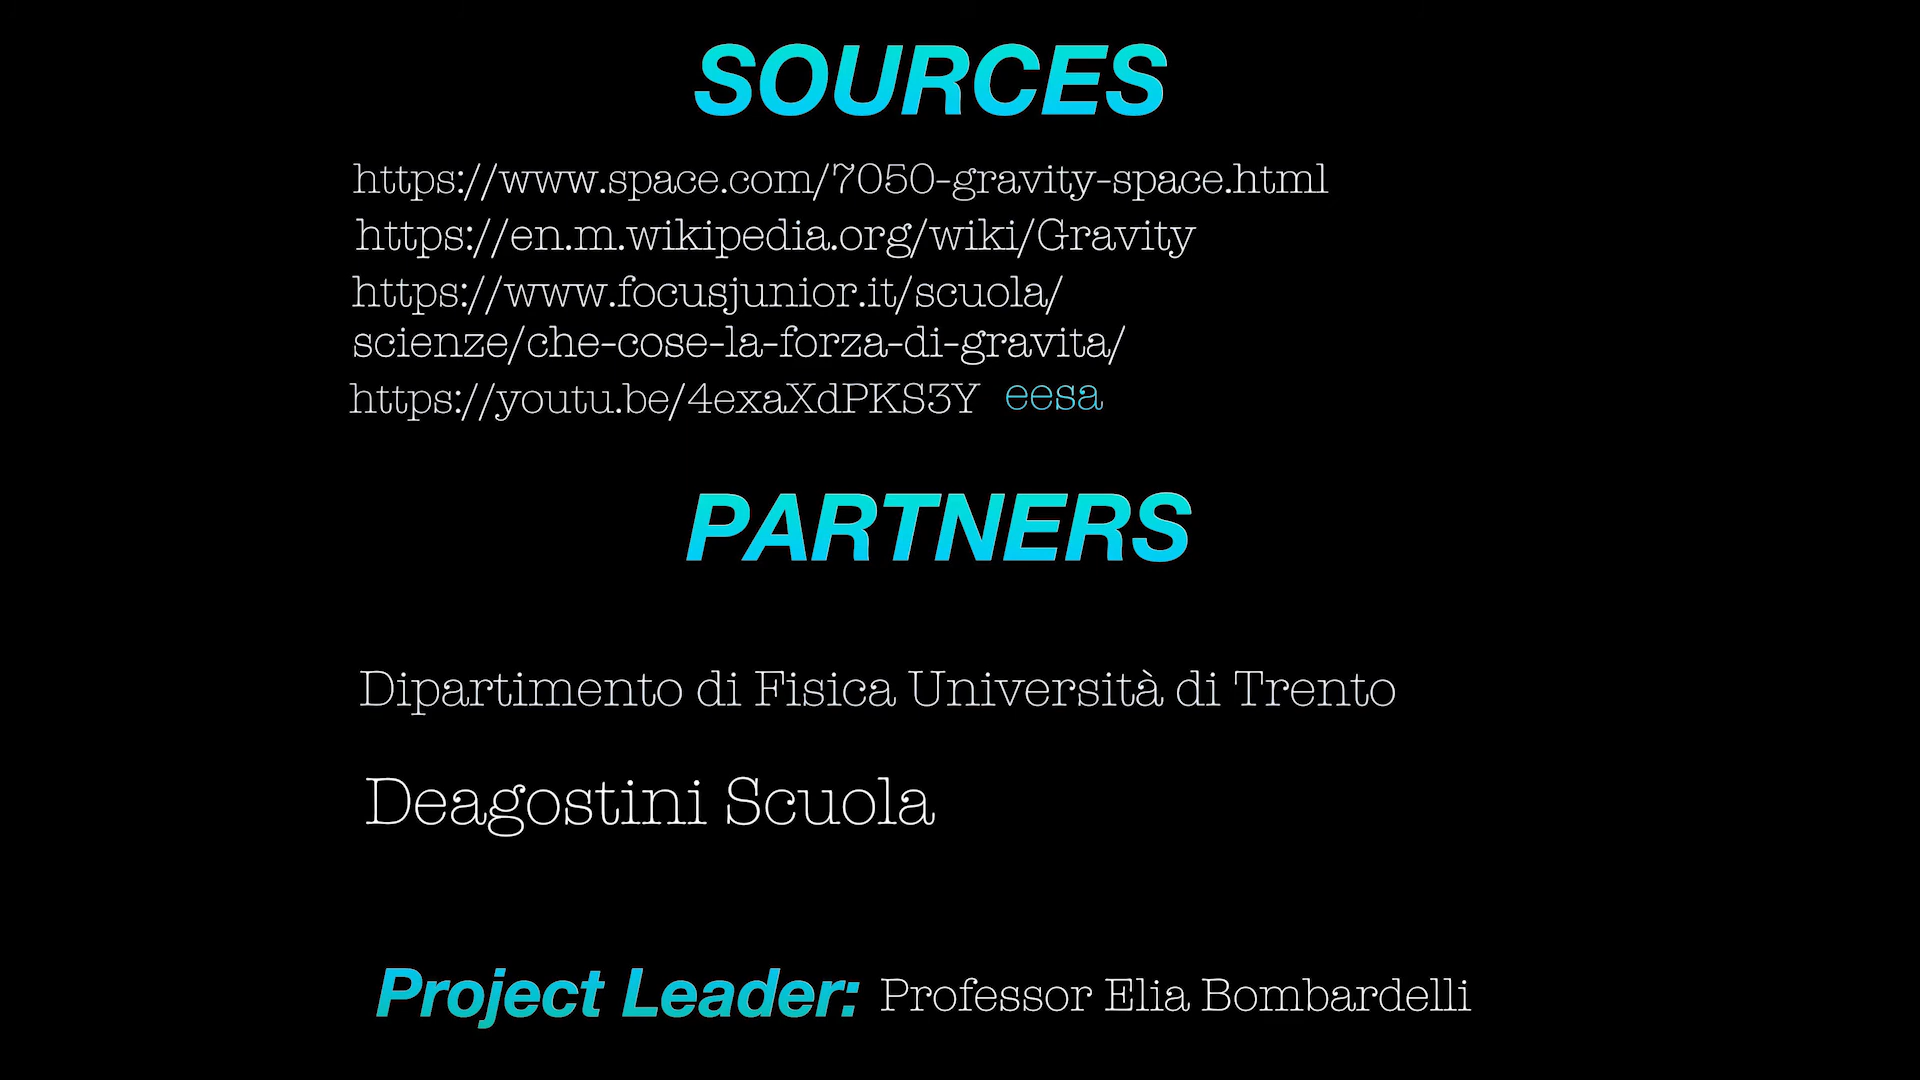 SOURCES
https://www.space.com/7050-gravity-space.html
https://en.m.wikipedia.org/wiki/Gravity
https://www.focusjunior.it/scuola/
scienze/che-cose-la-forza-di-gravita/
https://youtu.be/4exaXdPKS3Y eesa
PARTNERS
Dipartimento di Fisica Università di Trento
Deagostini Scuola
Project Leader: Professor Elia Bombardelli